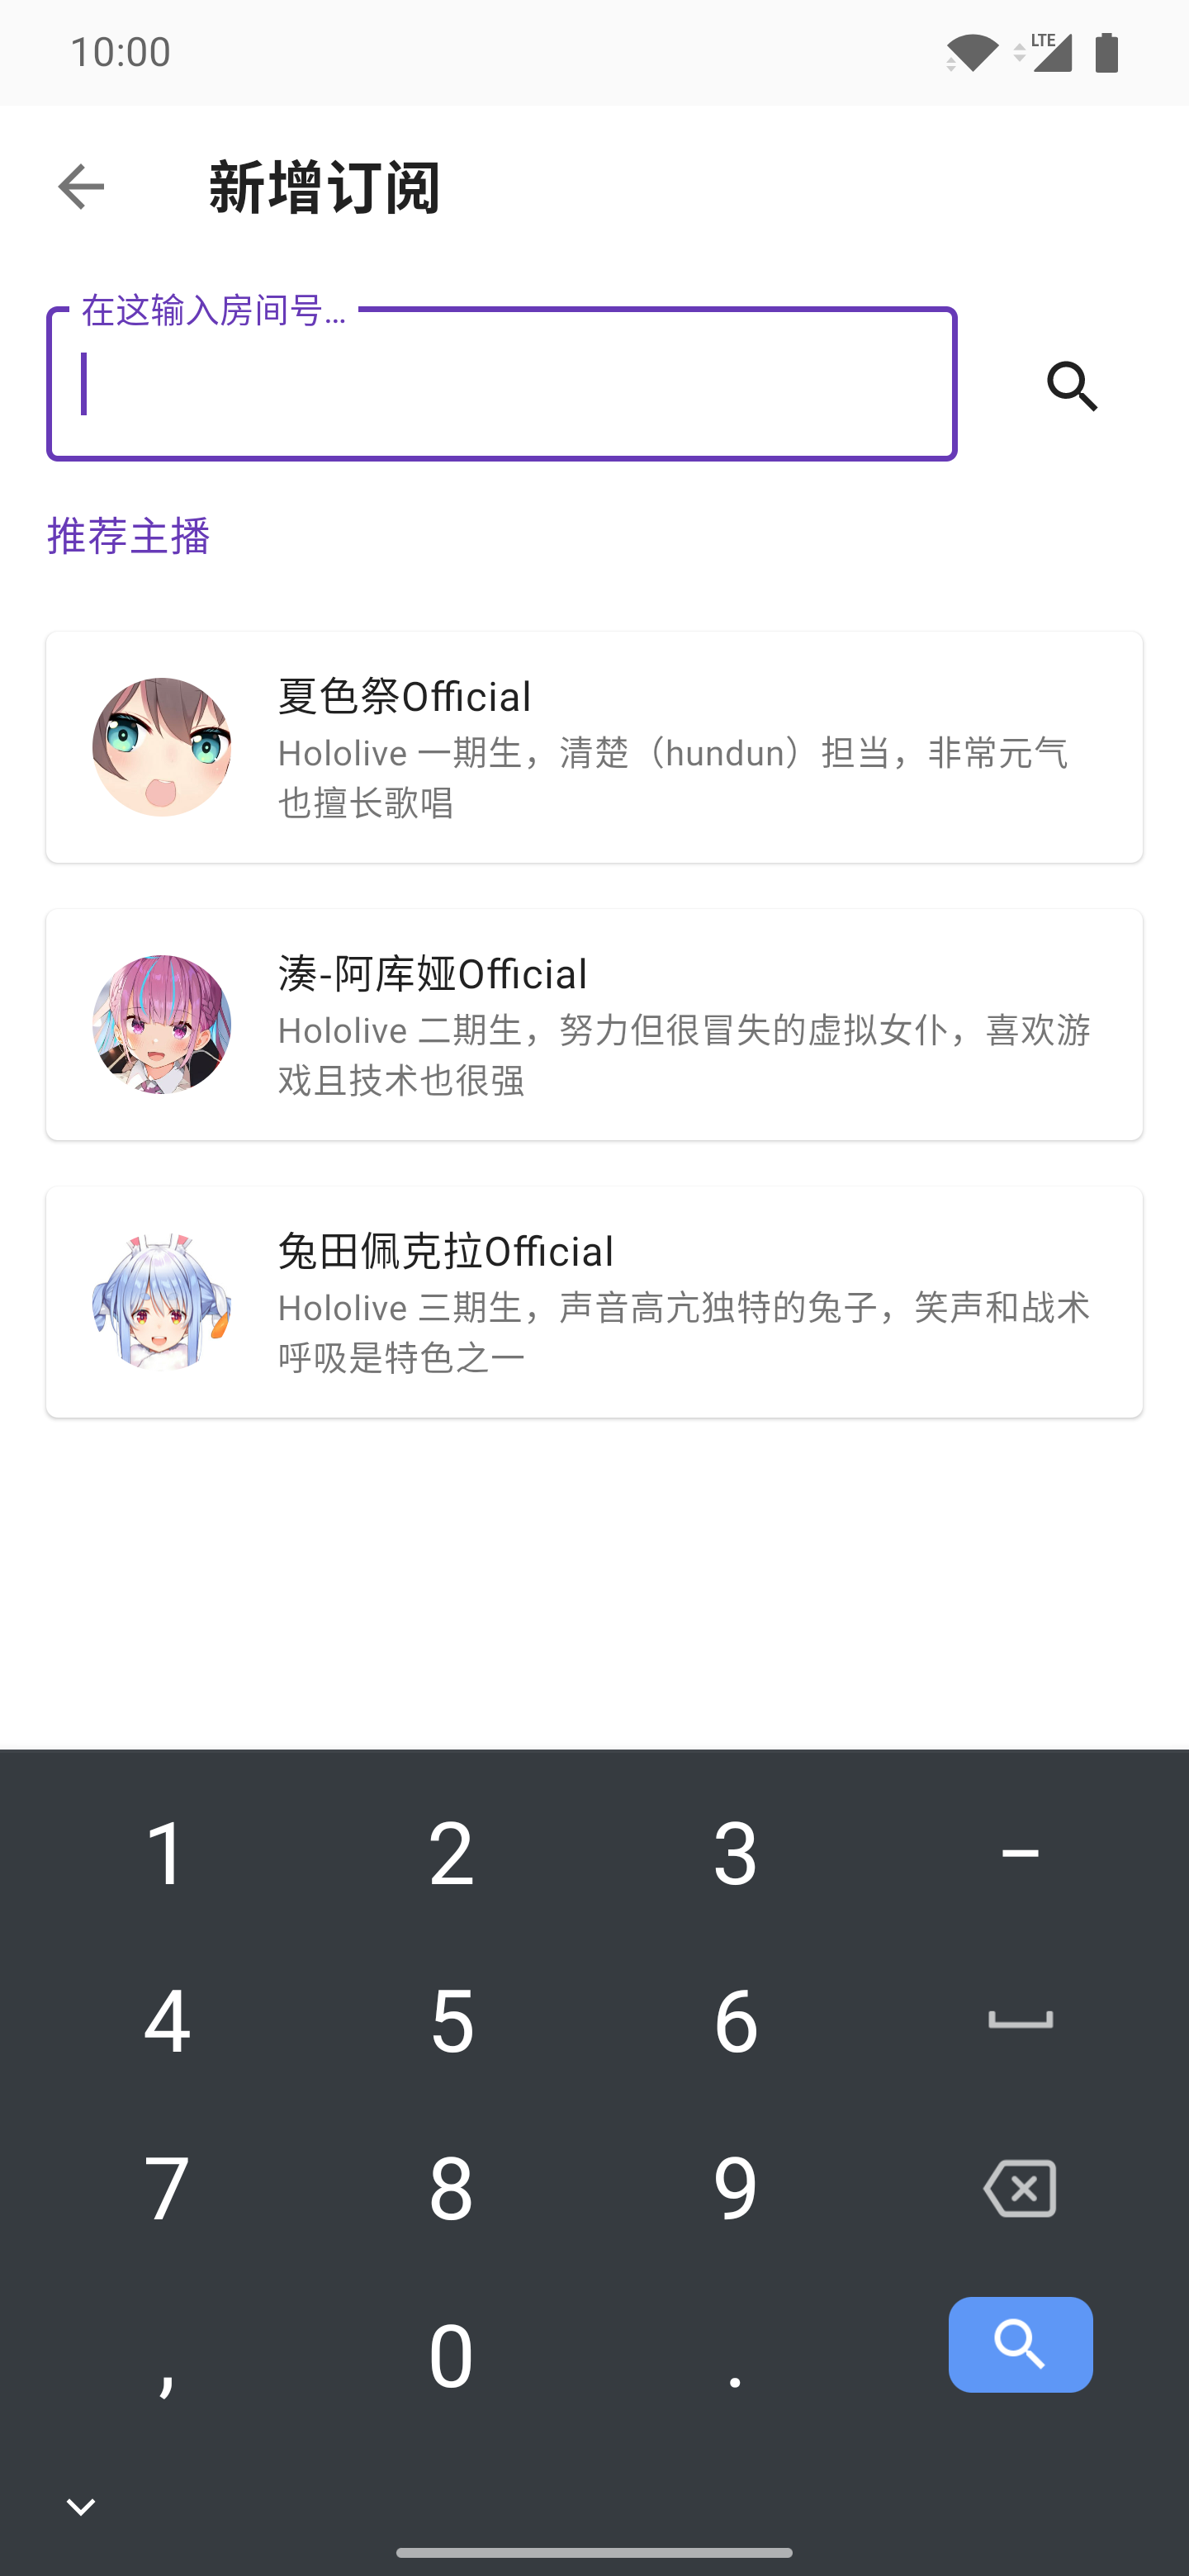 10:00
LTE
新增订阅
在这输入房间号...
推荐主播
夏色祭Official
Hololive 一期生，清楚（hundun）担当，非常元气
也擅长歌唱
湊-阿库娅Official
Hololive 二期生，努力但很冒失的虚拟女仆，喜欢游
戏且技术也很强
兔田佩克拉Official
Hololive 三期生，声音高亢独特的兔子，笑声和战术
呼吸是特色之一
1 2 3 –
4 5 6
7 8 9
, 0 .